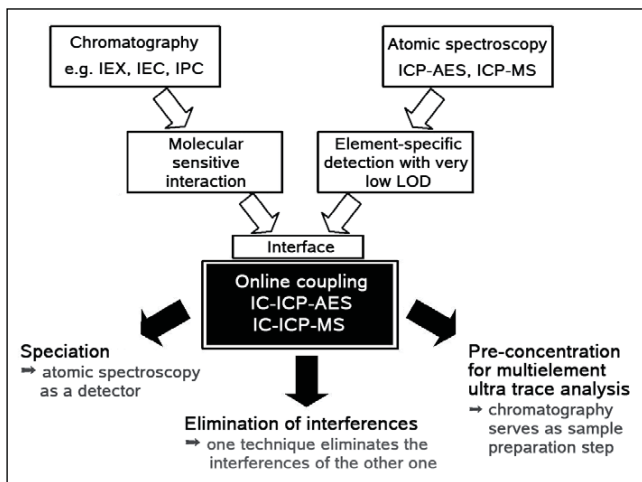 Chromatography
e.g. IEX, IEC, IPC
Atomic spectroscopy
ICP-AES, ICP-MS
Molecular
sensitive
interaction
Element-specific
detection with very
low LOD
Interface
Online coupling
IC-ICP-AES
IC-ICP-MS
Speciation
➡ atomic spectroscopy
as a detector
Elimination of interferences
➡ one technique eliminates the
interferences of the other one
Pre-concentration
for multielement
ultra trace analysis
➡ chromatography
serves as sample
preparation step